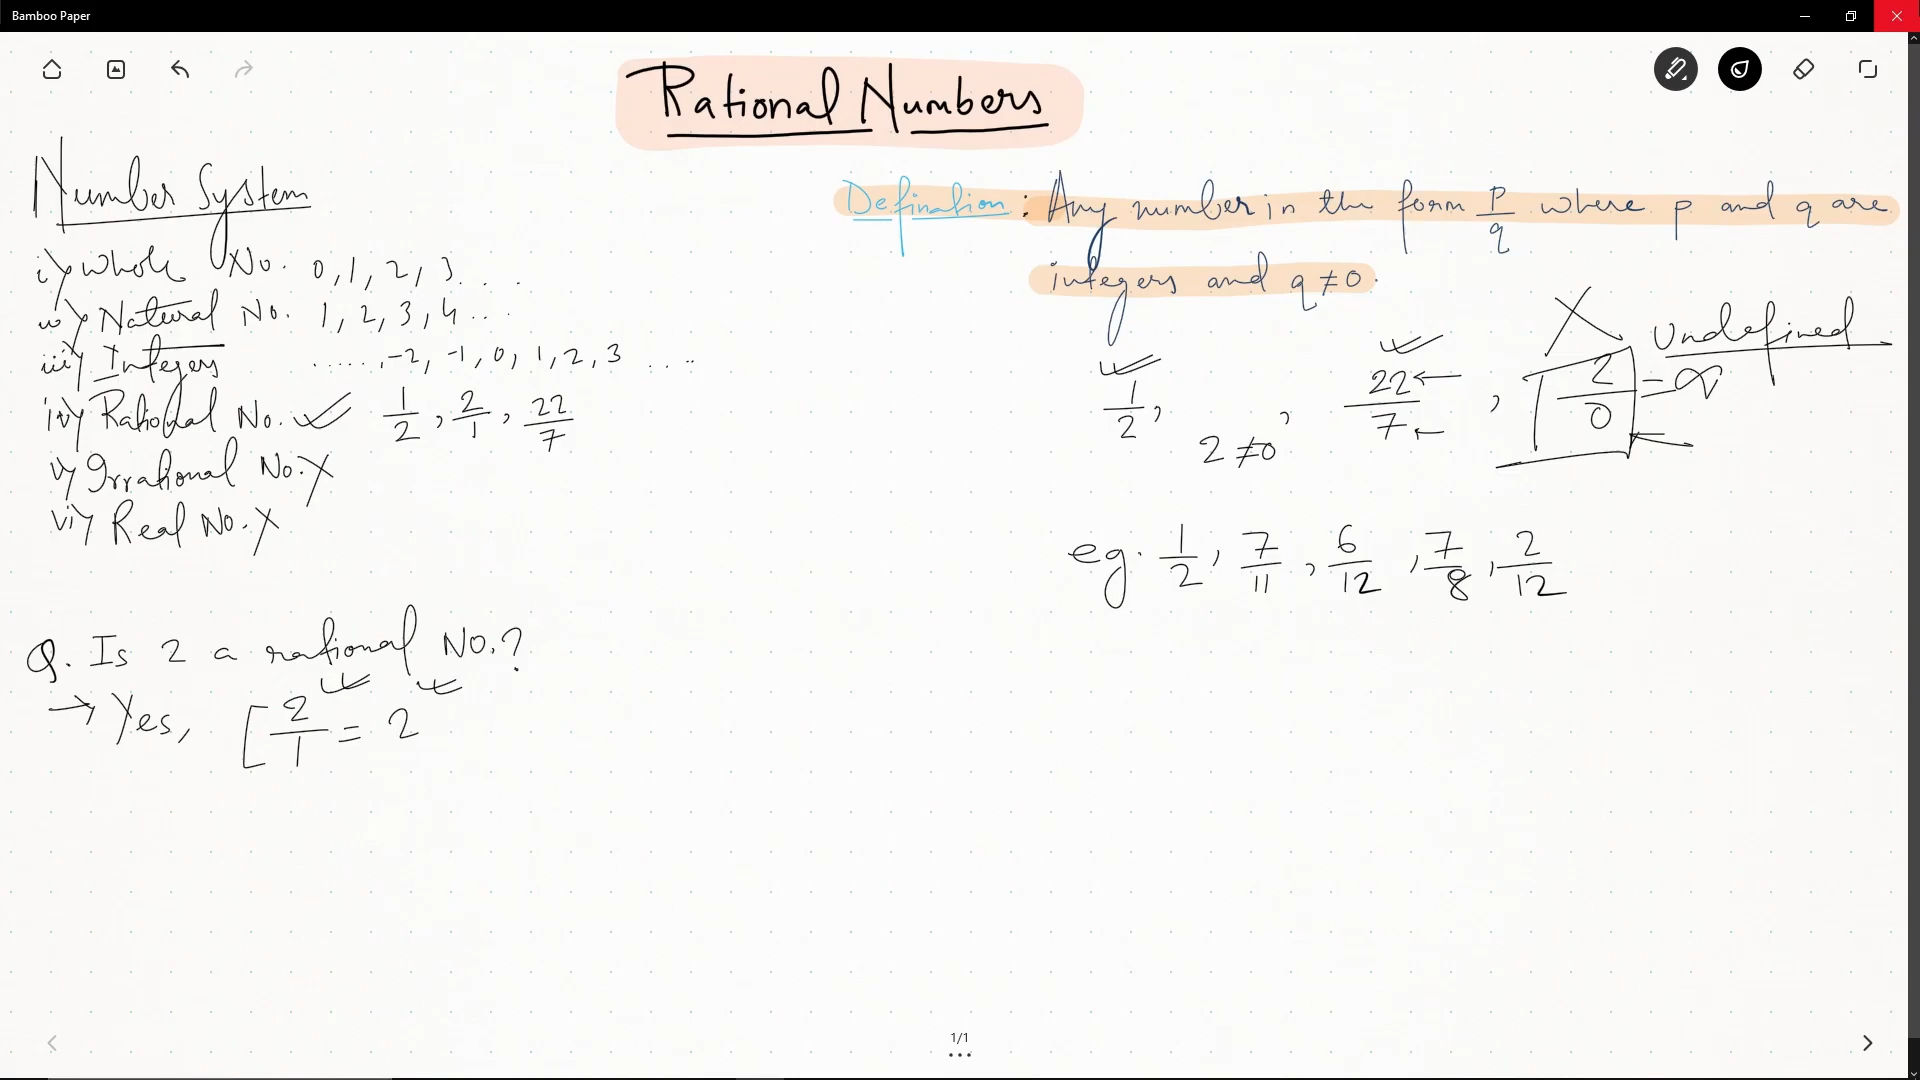 Bamboo Paper
Rational Numbers
Number System
i) Whole No. 0, 1, 2, 3. . .
ii) Natural No. 1, 2, 3, 4 . . .
iii) Integers ....., -2, -1, 0, 1, 2, 3 . . . ..
iv) Rational No. ✓ 1/2, 2/1, 22/7
v) Irrational No. X
vi) Real No. X
Q. Is 2 a rational No.?
→ Yes, [ 2/1 = 2
Defination : Any number in the form p/q where p and q are
integers and q ≠ 0.
1/2, 2 ≠ 0, 22/7, 2/0 = ∞ Undefined
eg. 1/2, 7/11, 6/12, 7/8, 2/12
1/1